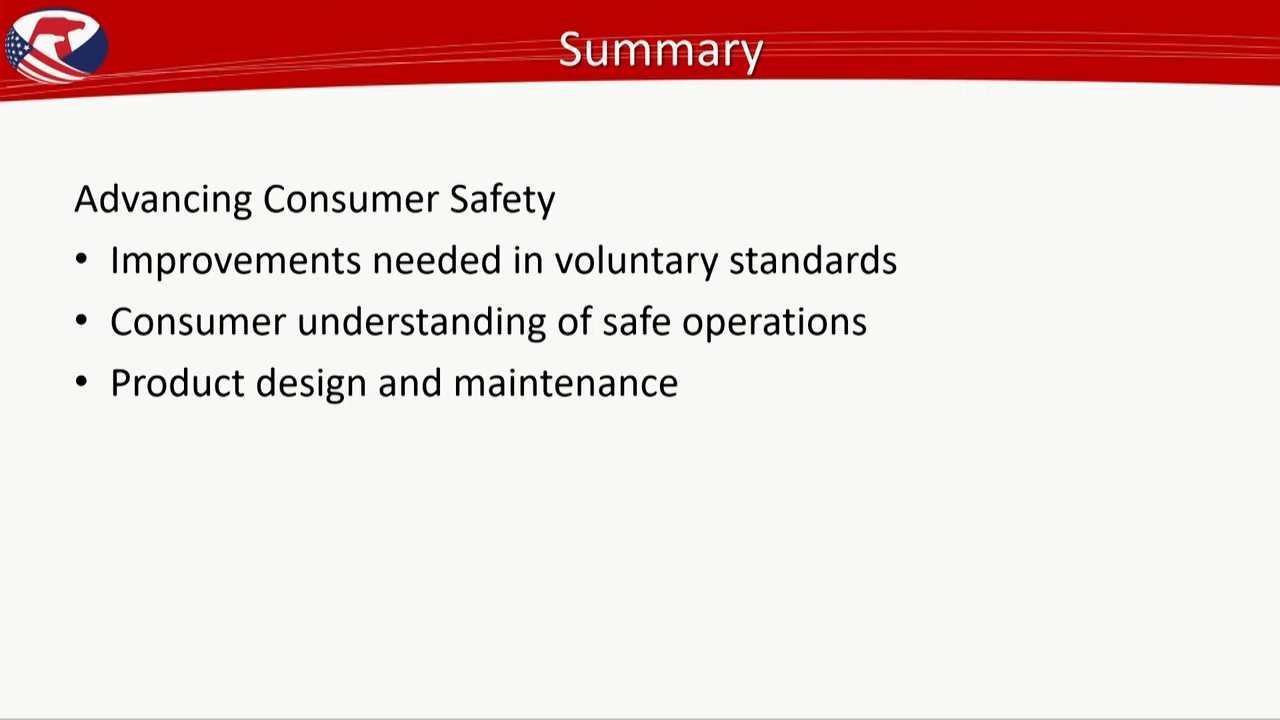 Summary
Advancing Consumer Safety
• Improvements needed in voluntary standards
• Consumer understanding of safe operations
• Product design and maintenance